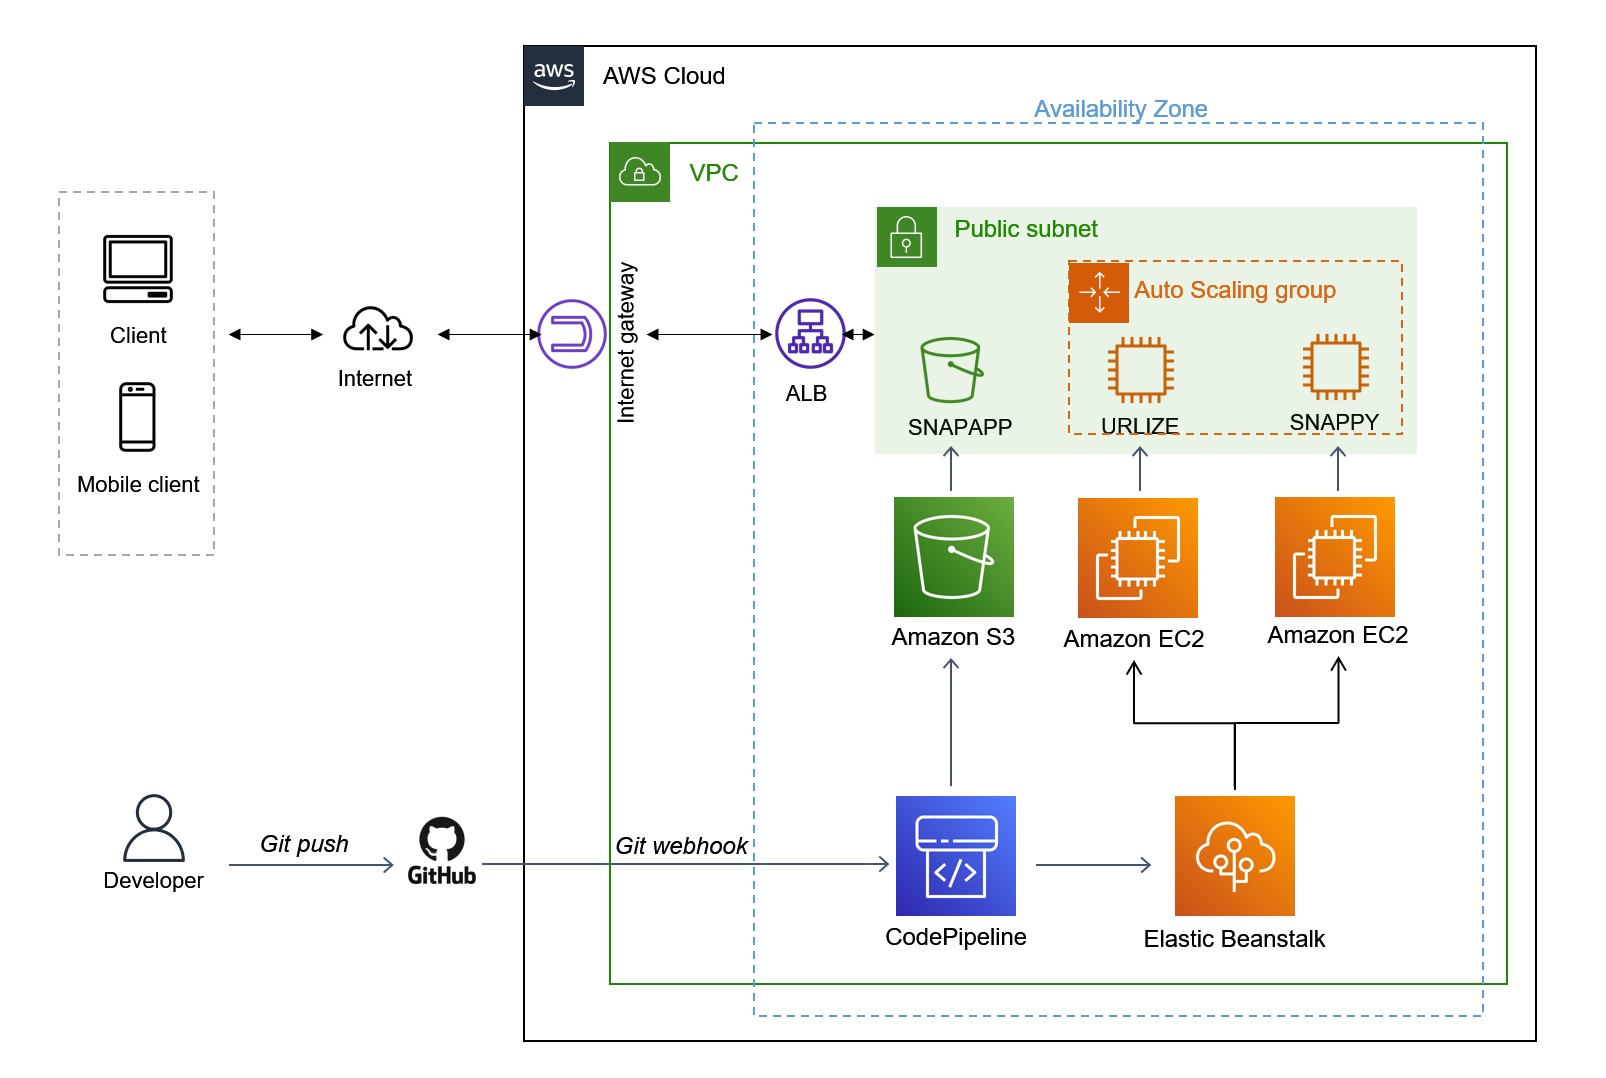 aws
AWS Cloud
Availability Zone
VPC
Public subnet
Auto Scaling group
Client
Mobile client
Internet
Internet gateway
ALB
SNAPAPP
URLIZE
SNAPPY
Amazon S3
Amazon EC2
Amazon EC2
Developer
Git push
GitHub
Git webhook
</>
CodePipeline
Elastic Beanstalk